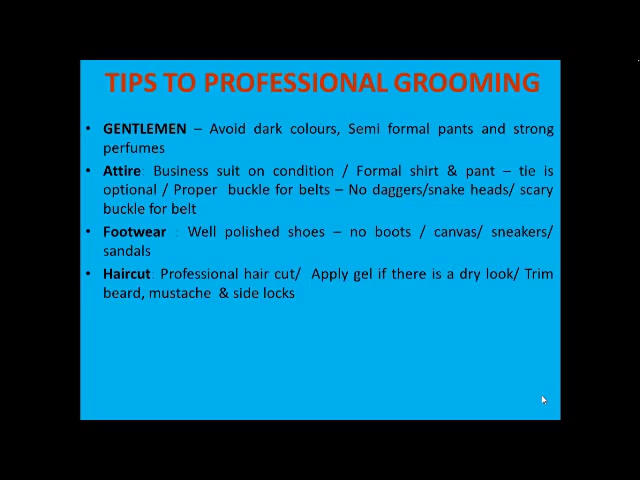 TIPS TO PROFESSIONAL GROOMING
• GENTLEMEN – Avoid dark colours, Semi formal pants and strong
perfumes
• Attire: Business suit on condition / Formal shirt & pant – tie is
optional / Proper buckle for belts – No daggers/snake heads/ scary
buckle for belt
• Footwear : Well polished shoes – no boots / canvas/ sneakers/
sandals
• Haircut: Professional hair cut/ Apply gel if there is a dry look/ Trim
beard, mustache & side locks